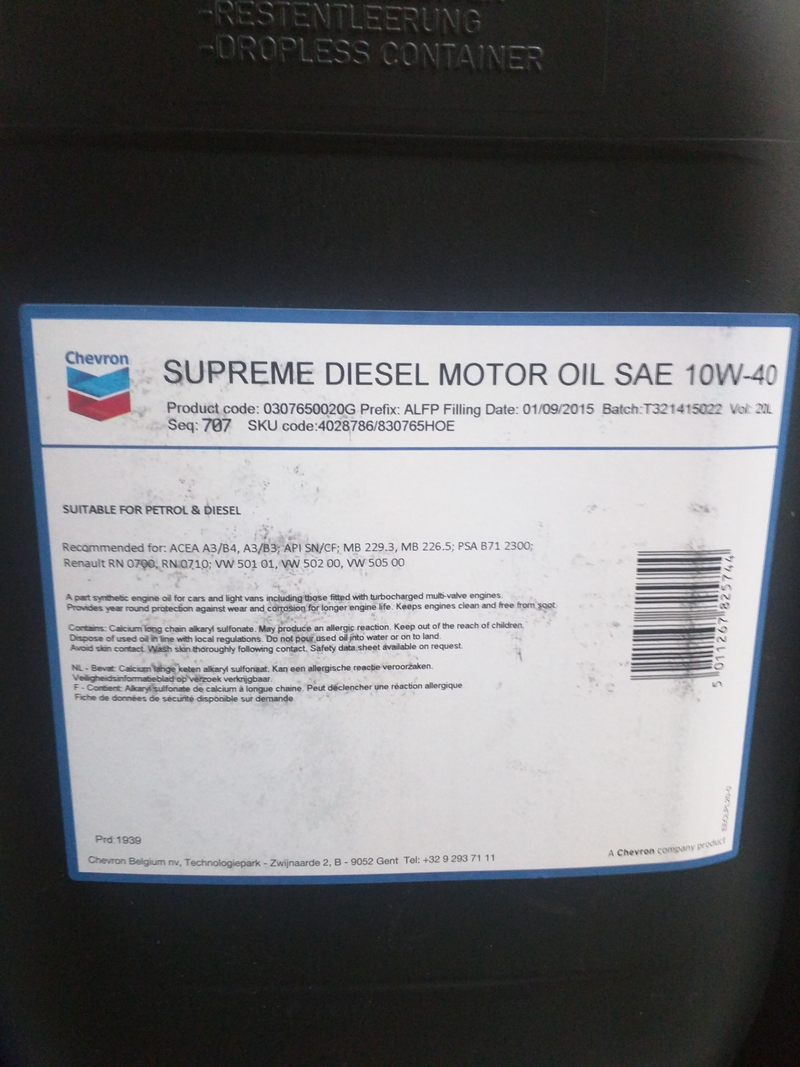 -RESTENTLEERUNG
-DROPLESS CONTAINER
Chevron
SUPREME DIESEL MOTOR OIL SAE 10W-40
Product code: 0307650020G Prefix: ALFP Filling Date: 01/09/2015 Batch:T321415022 Vol: 20L
Seq: 707 SKU code:4028786/830765HOE
SUITABLE FOR PETROL & DIESEL
Recommended for: ACEA A3/B4, A3/B3; API SN/CF; MB 229.3, MB 226.5; PSA B71 2300;
Renault RN 0700, RN 0710; VW 501 01, VW 502 00, VW 505 00
A part synthetic engine oil for cars and light vans including those fitted with turbocharged multi-valve engines.
Provides year round protection against wear and corrosion for longer engine life. Keeps engines clean and free from soot.
Contains: Calcium long chain alkaryl sulfonate. May produce an allergic reaction. Keep out of the reach of children.
Dispose of used oil in line with local regulations. Do not pour used oil into water or on to land.
Avoid skin contact. Wash skin thoroughly following contact. Safety data sheet available on request.
NL - Bevat: Calcium lange keten alkaryl sulfonaat. Kan een allergische reactie veroorzaken.
Veiligheidsinformatieblad op verzoek verkrijgbaar.
F - Contient: Alkaryl sulfonate de calcium à longue chaine. Peut déclencher une réaction allergique
Fiche de données de sécurité disponible sur demande
5 011267 825744
Prd:1939
Chevron Belgium nv, Technologiepark - Zwijnaarde 2, B - 9052 Gent Tel: +32 9 293 71 11
A Chevron company product